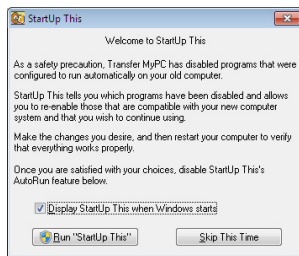 StartUp This
Welcome to StartUp This
As a safety precaution, Transfer MyPC has disabled programs that were
configured to run automatically on your old computer.
StartUp This tells you which programs have been disabled and allows
you to re-enable those that are compatible with your new computer
system and that you wish to continue using.
Make the changes you desire, and then restart your computer to verify
that everything works properly.
Once you are satisfied with your choices, disable StartUp This's
AutoRun feature below.
Display StartUp This when Windows starts
Run "StartUp This"
Skip This Time